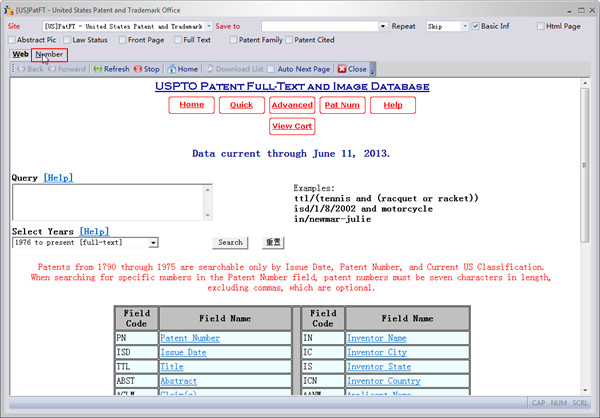 [US]PatFT - United States Patent and Trademark Office
Site [US]PatFT - United States Patent and Trademark Save to Repeat Skip Basic Inf Html Page
Abstract Pic Law Status Front Page Full Text Patent Family Patent Cited
Web Number
Back Forward Refresh Stop Home Download List Auto Next Page Close
USPTO Patent Full-Text and Image Database
Home Quick Advanced Pat Num Help
View Cart
Data current through June 11, 2013.
Query [Help]
Examples:
ttl/(tennis and (racquet or racket))
isd/1/8/2002 and motorcycle
in/newmar-julie
Select Years [Help]
1976 to present [full-text] Search 重置
Patents from 1790 through 1975 are searchable only by Issue Date, Patent Number, and Current US Classification.
When searching for specific numbers in the Patent Number field, patent numbers must be seven characters in length,
excluding commas, which are optional.
Field Code Field Name Field Code Field Name
PN Patent Number IN Inventor Name
ISD Issue Date IC Inventor City
TTL Title IS Inventor State
ABST Abstract ICN Inventor Country
ACLM Claim(s) AANM Applicant Name
CAP NUM SCRL